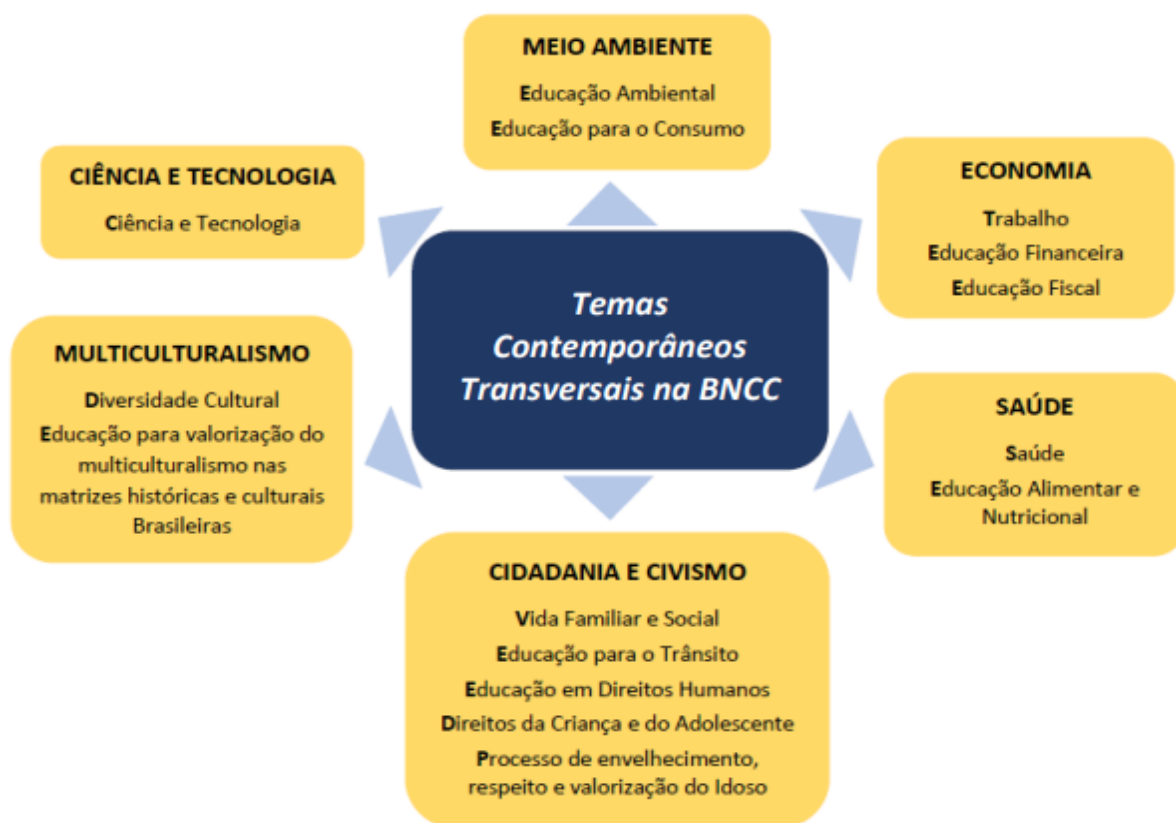 MEIO AMBIENTE
Educação Ambiental
Educação para o Consumo
CIÊNCIA E TECNOLOGIA
Ciência e Tecnologia
ECONOMIA
Trabalho
Educação Financeira
Educação Fiscal
Temas
Contemporâneos
Transversais na BNCC
MULTICULTURALISMO
Diversidade Cultural
Educação para valorização do
multiculturalismo nas
matrizes históricas e culturais
Brasileiras
SAÚDE
Saúde
Educação Alimentar e
Nutricional
CIDADANIA E CIVISMO
Vida Familiar e Social
Educação para o Trânsito
Educação em Direitos Humanos
Direitos da Criança e do Adolescente
Processo de envelhecimento,
respeito e valorização do Idoso